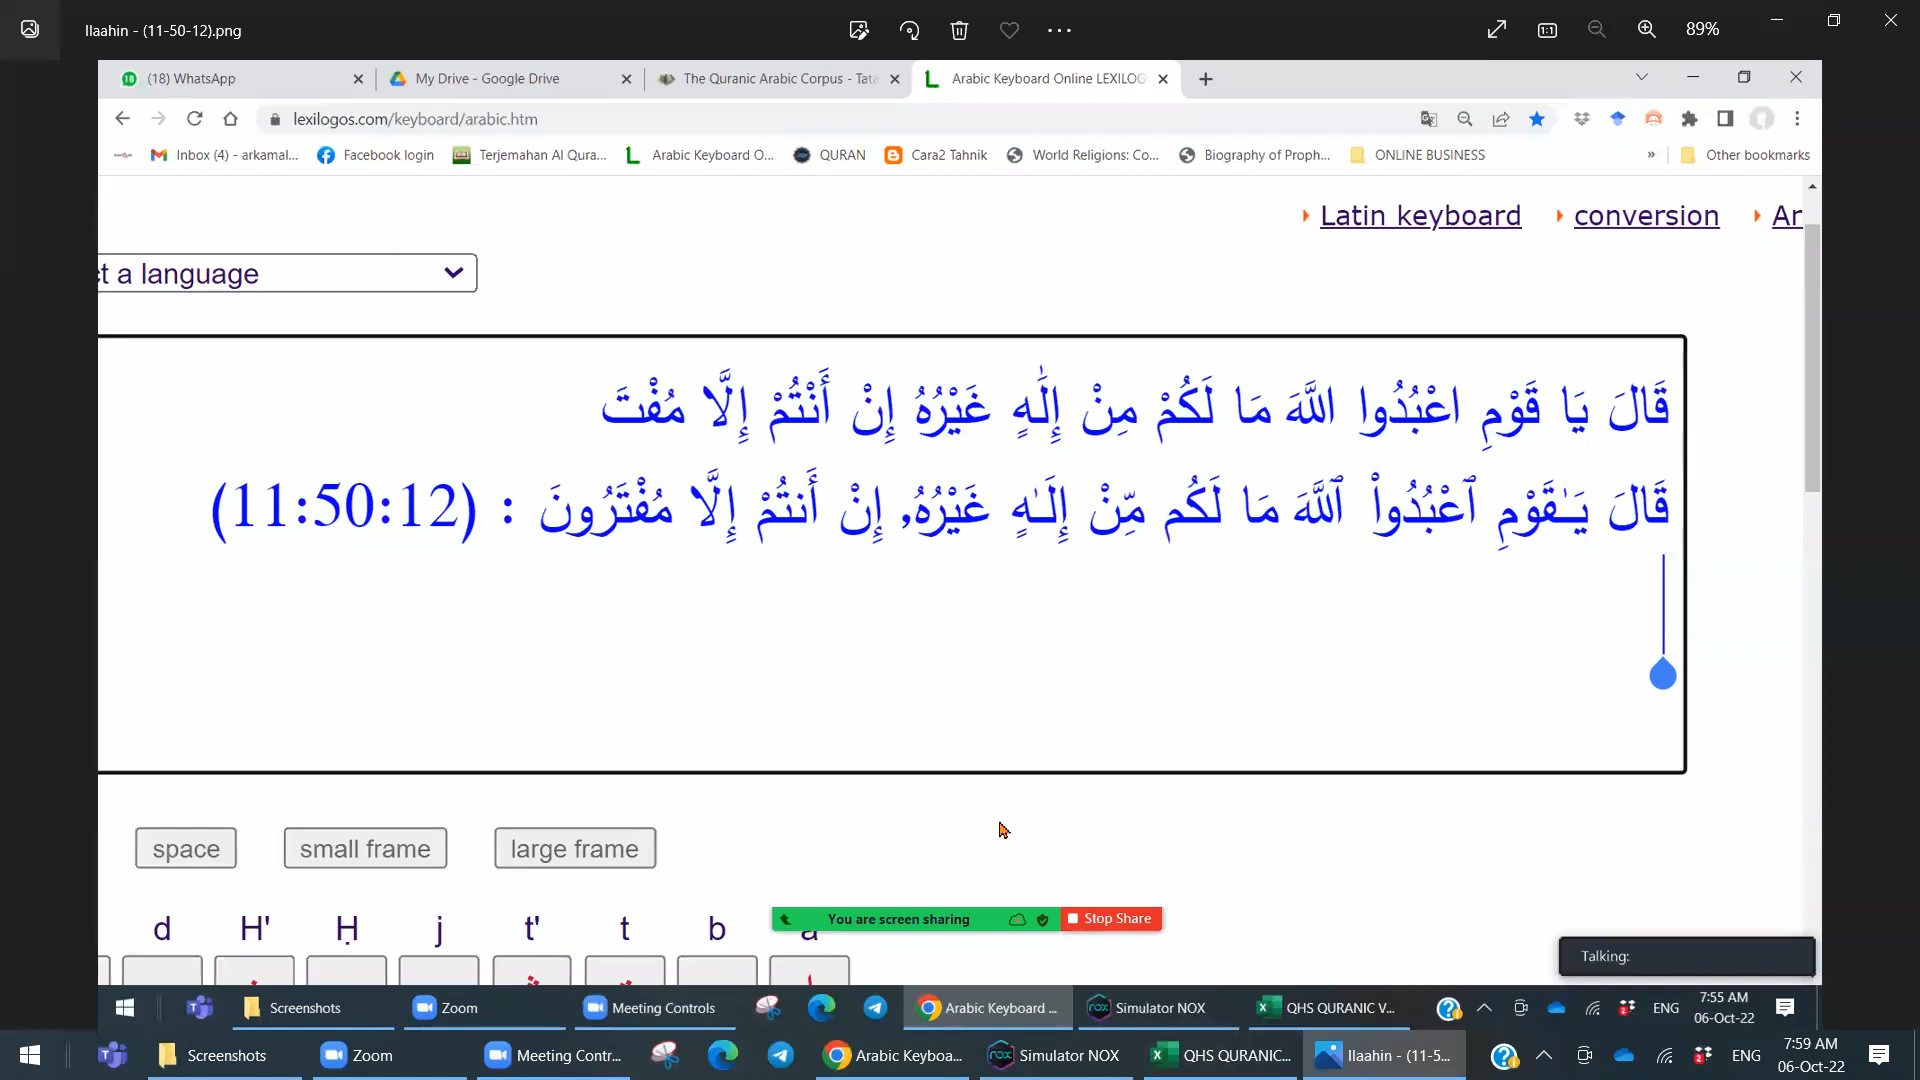 Ilaahin - (11-50-12).png
89%
(18) WhatsApp
My Drive - Google Drive
The Quranic Arabic Corpus - Tata
Arabic Keyboard Online LEXILOG
lexilogos.com/keyboard/arabic.htm
Inbox (4) - arkamal...
Facebook login
Terjemahan Al Qura...
Arabic Keyboard O...
QURAN
Cara2 Tahnik
World Religions: Co...
Biography of Proph...
ONLINE BUSINESS
»
Other bookmarks
Latin keyboard
conversion
Ar
ct a language
قَالَ يَا قَوْمِ اعْبُدُوا اللَّهَ مَا لَكُمْ مِنْ إِلَٰهٍ غَيْرُهُ إِنْ أَنْتُمْ إِلَّا مُفْتَ
قَالَ يَـٰقَوْمِ ٱعْبُدُوا۟ ٱللَّهَ مَا لَكُم مِّنْ إِلَـٰهٍ غَيْرُهُۥ إِنْ أَنتُمْ إِلَّا مُفْتَرُونَ : (11:50:12)
space
small frame
large frame
d H' Ḥ j t' t b a
You are screen sharing
Stop Share
Talking:
Screenshots
Zoom
Meeting Controls
Arabic Keyboard ...
Simulator NOX
QHS QURANIC V...
ENG
7:55 AM
06-Oct-22
Screenshots
Zoom
Meeting Contr...
Arabic Keyboa...
Simulator NOX
QHS QURANIC...
Ilaahin - (11-5...
ENG
7:59 AM
06-Oct-22